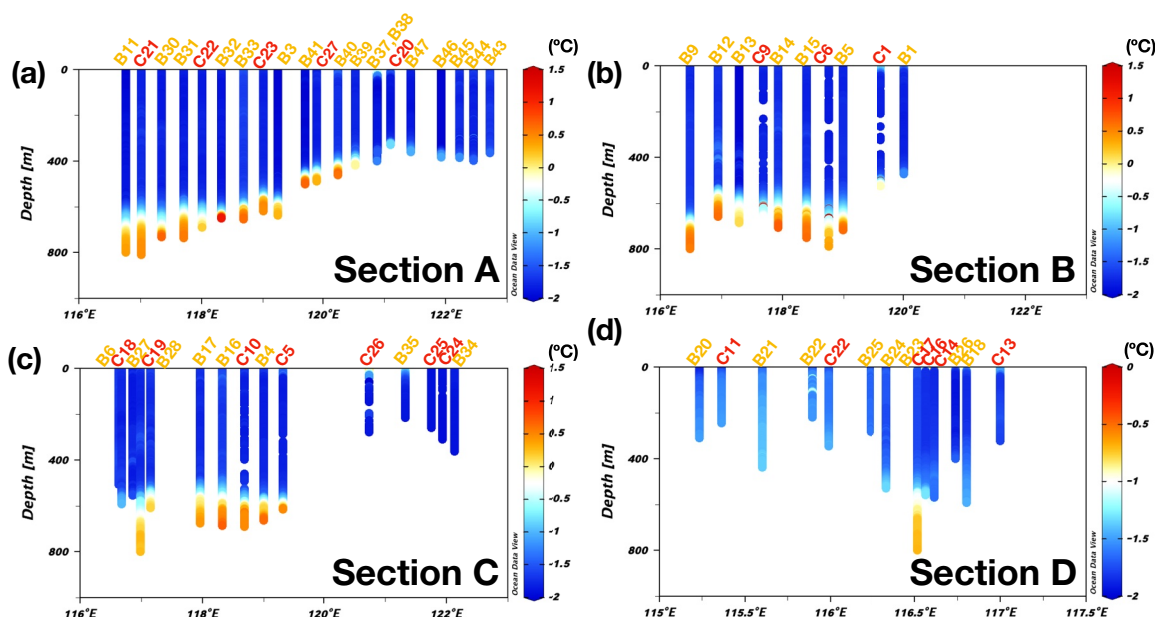 (a)
B11 C21 B30 B31 C22 B32 B33 C23 B3 B41 C27 B40 B39 B37,B38 C20 B47 B46 B45 B44 B43
(ºC)
0
400
800
Depth [m]
116°E 118°E 120°E 122°E
1.5
1
0.5
0
-0.5
-1
-1.5
-2
Ocean Data View
Section A
(b)
B9 B12 B13 C9 B14 B15 C6 B5 C1 B1
(ºC)
0
400
800
Depth [m]
116°E 118°E 120°E 122°E
1.5
1
0.5
0
-0.5
-1
-1.5
-2
Ocean Data View
Section B
(c)
B6 C18 B27 C19 B28 B17 B16 C10 B4 C5 C26 B35 C25 C24 B34
(ºC)
0
400
800
Depth [m]
116°E 118°E 120°E 122°E
1.5
1
0.5
0
-0.5
-1
-1.5
-2
Ocean Data View
Section C
(d)
B20 C11 B21 B22 C22 B25 B24 B23 C17 C16 C14 B26 B18 C13
(ºC)
0
400
800
Depth [m]
115°E 115.5°E 116°E 116.5°E 117°E 117.5°E
0
-0.5
-1
-1.5
-2
Ocean Data View
Section D